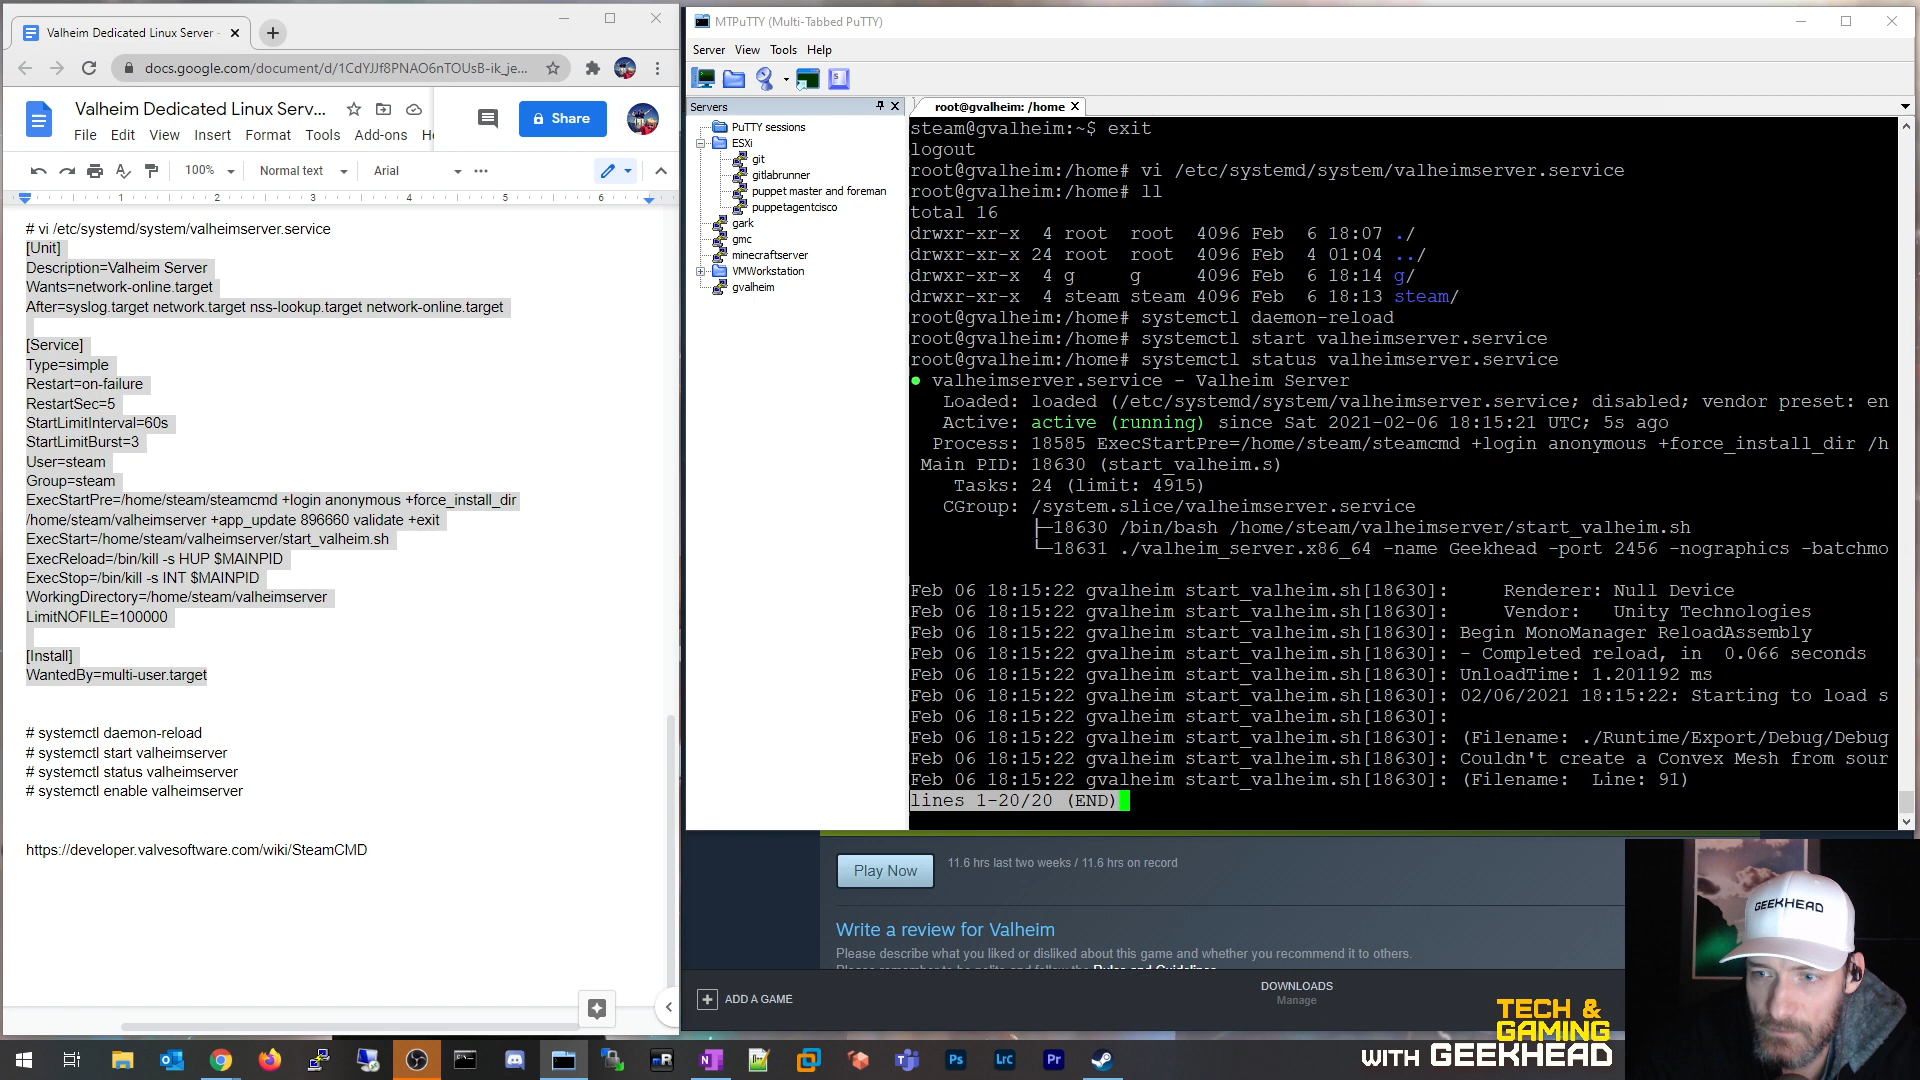 Valheim Dedicated Linux Server -
docs.google.com/document/d/1CdYJJf8PNAO6nTOUsB-ik_je...
Valheim Dedicated Linux Serv...
Share
File Edit View Insert Format Tools Add-ons
100% Normal text Arial
1 2 3 4 5 6
# vi /etc/systemd/system/valheimserver.service
[Unit]
Description=Valheim Server
Wants=network-online.target
After=syslog.target network.target nss-lookup.target network-online.target
[Service]
Type=simple
Restart=on-failure
RestartSec=5
StartLimitInterval=60s
StartLimitBurst=3
User=steam
Group=steam
ExecStartPre=/home/steam/steamcmd +login anonymous +force_install_dir
/home/steam/valheimserver +app_update 896660 validate +exit
ExecStart=/home/steam/valheimserver/start_valheim.sh
ExecReload=/bin/kill -s HUP $MAINPID
ExecStop=/bin/kill -s INT $MAINPID
WorkingDirectory=/home/steam/valheimserver
LimitNOFILE=100000
[Install]
WantedBy=multi-user.target
# systemctl daemon-reload
# systemctl start valheimserver
# systemctl status valheimserver
# systemctl enable valheimserver
https://developer.valvesoftware.com/wiki/SteamCMD
MTPuTTY (Multi-Tabbed PuTTY)
Server View Tools Help
Servers
PuTTY sessions
ESXi
git
gitlabrunner
puppet master and foreman
puppetagentcisco
gark
gmc
minecraftserver
VMWorkstation
gvalheim
root@gvalheim: /home
steam@gvalheim:~$ exit
logout
root@gvalheim:/home# vi /etc/systemd/system/valheimserver.service
root@gvalheim:/home# ll
total 16
drwxr-xr-x 4 root root 4096 Feb 6 18:07 ./
drwxr-xr-x 24 root root 4096 Feb 4 01:04 ../
drwxr-xr-x 4 g g 4096 Feb 6 18:14 g/
drwxr-xr-x 4 steam steam 4096 Feb 6 18:13 steam/
root@gvalheim:/home# systemctl daemon-reload
root@gvalheim:/home# systemctl start valheimserver.service
root@gvalheim:/home# systemctl status valheimserver.service
● valheimserver.service - Valheim Server
Loaded: loaded (/etc/systemd/system/valheimserver.service; disabled; vendor preset: en
Active: active (running) since Sat 2021-02-06 18:15:21 UTC; 5s ago
Process: 18585 ExecStartPre=/home/steam/steamcmd +login anonymous +force_install_dir /h
Main PID: 18630 (start_valheim.s)
Tasks: 24 (limit: 4915)
CGroup: /system.slice/valheimserver.service
├─18630 /bin/bash /home/steam/valheimserver/start_valheim.sh
└─18631 ./valheim_server.x86_64 -name Geekhead -port 2456 -nographics -batchmo
Feb 06 18:15:22 gvalheim start_valheim.sh[18630]: Renderer: Null Device
Feb 06 18:15:22 gvalheim start_valheim.sh[18630]: Vendor: Unity Technologies
Feb 06 18:15:22 gvalheim start_valheim.sh[18630]: Begin MonoManager ReloadAssembly
Feb 06 18:15:22 gvalheim start_valheim.sh[18630]: - Completed reload, in 0.066 seconds
Feb 06 18:15:22 gvalheim start_valheim.sh[18630]: UnloadTime: 1.201192 ms
Feb 06 18:15:22 gvalheim start_valheim.sh[18630]: 02/06/2021 18:15:22: Starting to load s
Feb 06 18:15:22 gvalheim start_valheim.sh[18630]:
Feb 06 18:15:22 gvalheim start_valheim.sh[18630]: (Filename: ./Runtime/Export/Debug/Debug
Feb 06 18:15:22 gvalheim start_valheim.sh[18630]: Couldn't create a Convex Mesh from sour
Feb 06 18:15:22 gvalheim start_valheim.sh[18630]: (Filename: Line: 91)
lines 1-20/20 (END)
Play Now
11.6 hrs last two weeks / 11.6 hrs on record
Write a review for Valheim
Please describe what you liked or disliked about this game and whether you recommend it to others.
Please remember to be polite and follow the Rules and Guidelines
ADD A GAME
DOWNLOADS
Manage
GEEKHEAD
TECH &
GAMING
WITH GEEKHEAD
Ps Lrc Pr